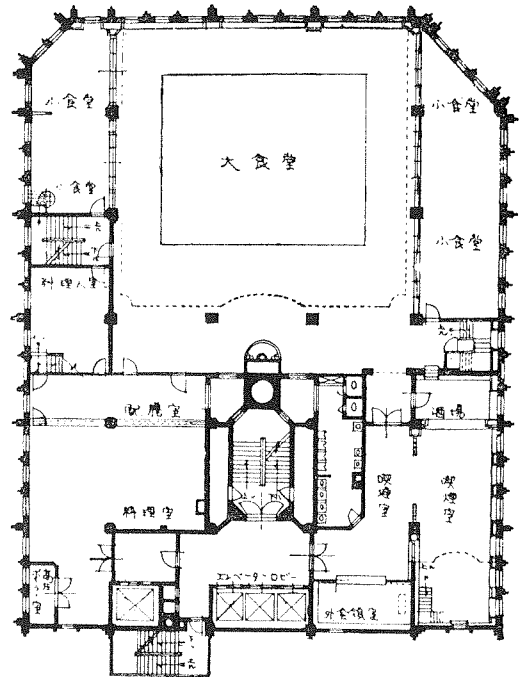 小食堂
小食堂
大食堂
小食堂
小食堂
料理人室
配膳室
酒場
料理室
喫煙室
喫煙室
エレベーターロビー
外套預室